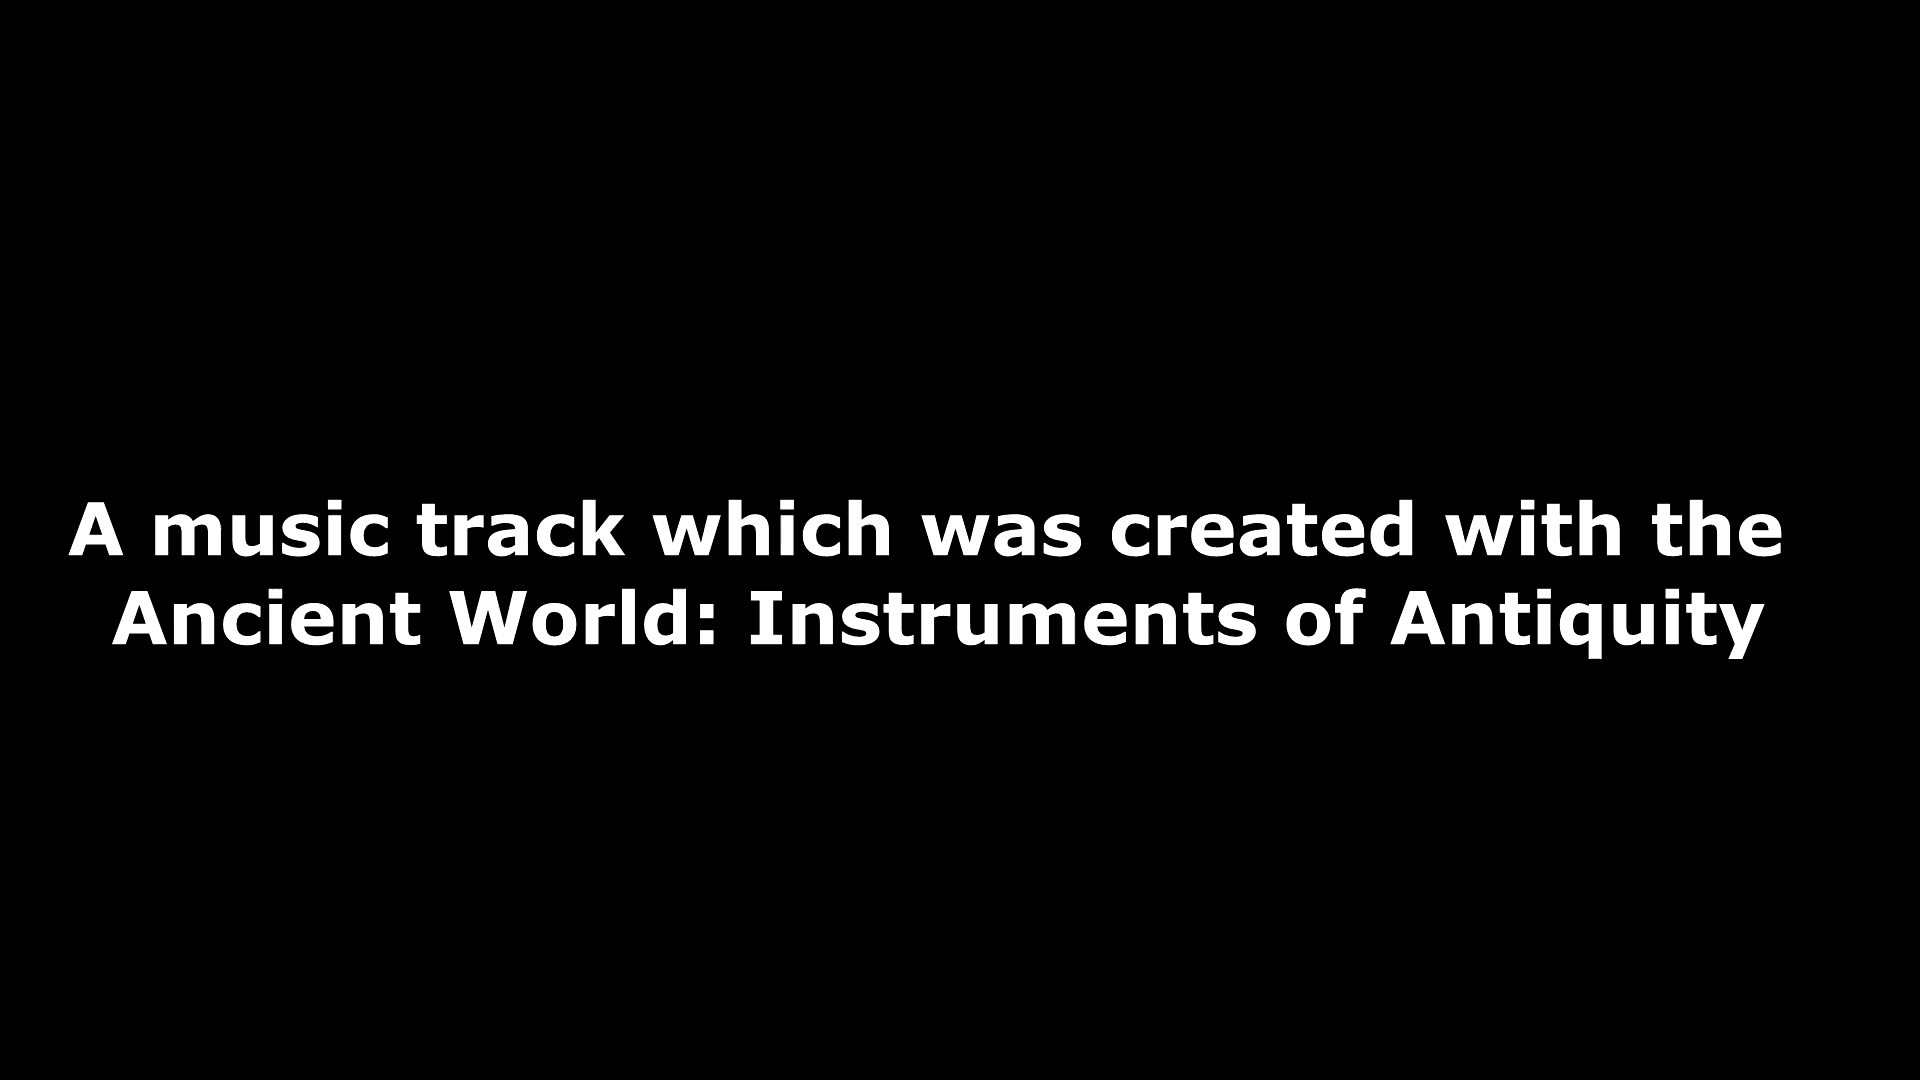 A music track which was created with the
Ancient World: Instruments of Antiquity